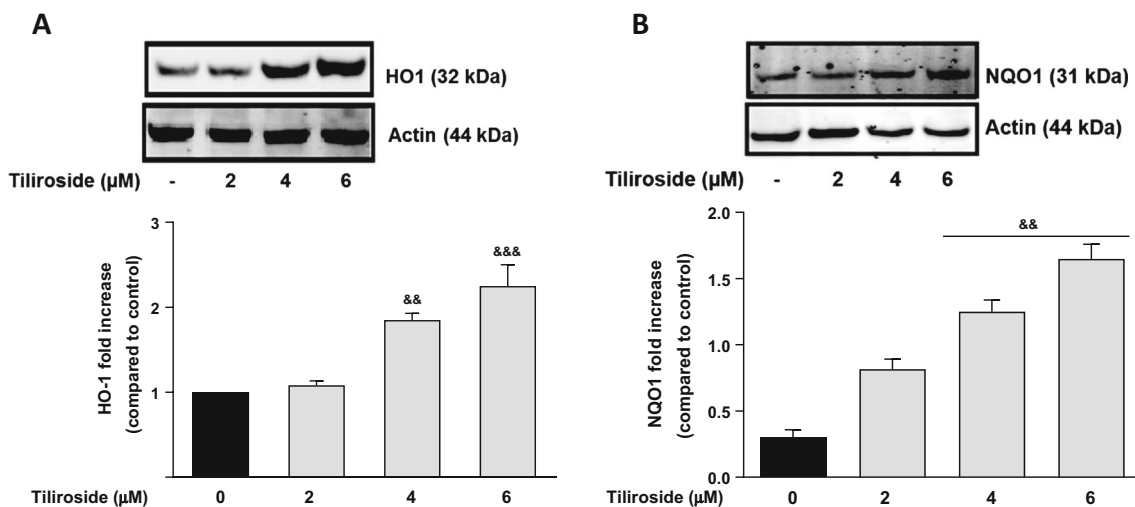 A
HO1 (32 kDa)
Actin (44 kDa)
Tiliroside (µM) - 2 4 6
3
2
1
HO-1 fold increase
(compared to control)
&&
&&&
Tiliroside (µM) 0 2 4 6
B
NQO1 (31 kDa)
Actin (44 kDa)
Tiliroside (µM) - 2 4 6
2.0
1.5
1.0
0.5
0.0
NQO1 fold increase
(compared to control)
&&
Tiliroside (µM) 0 2 4 6